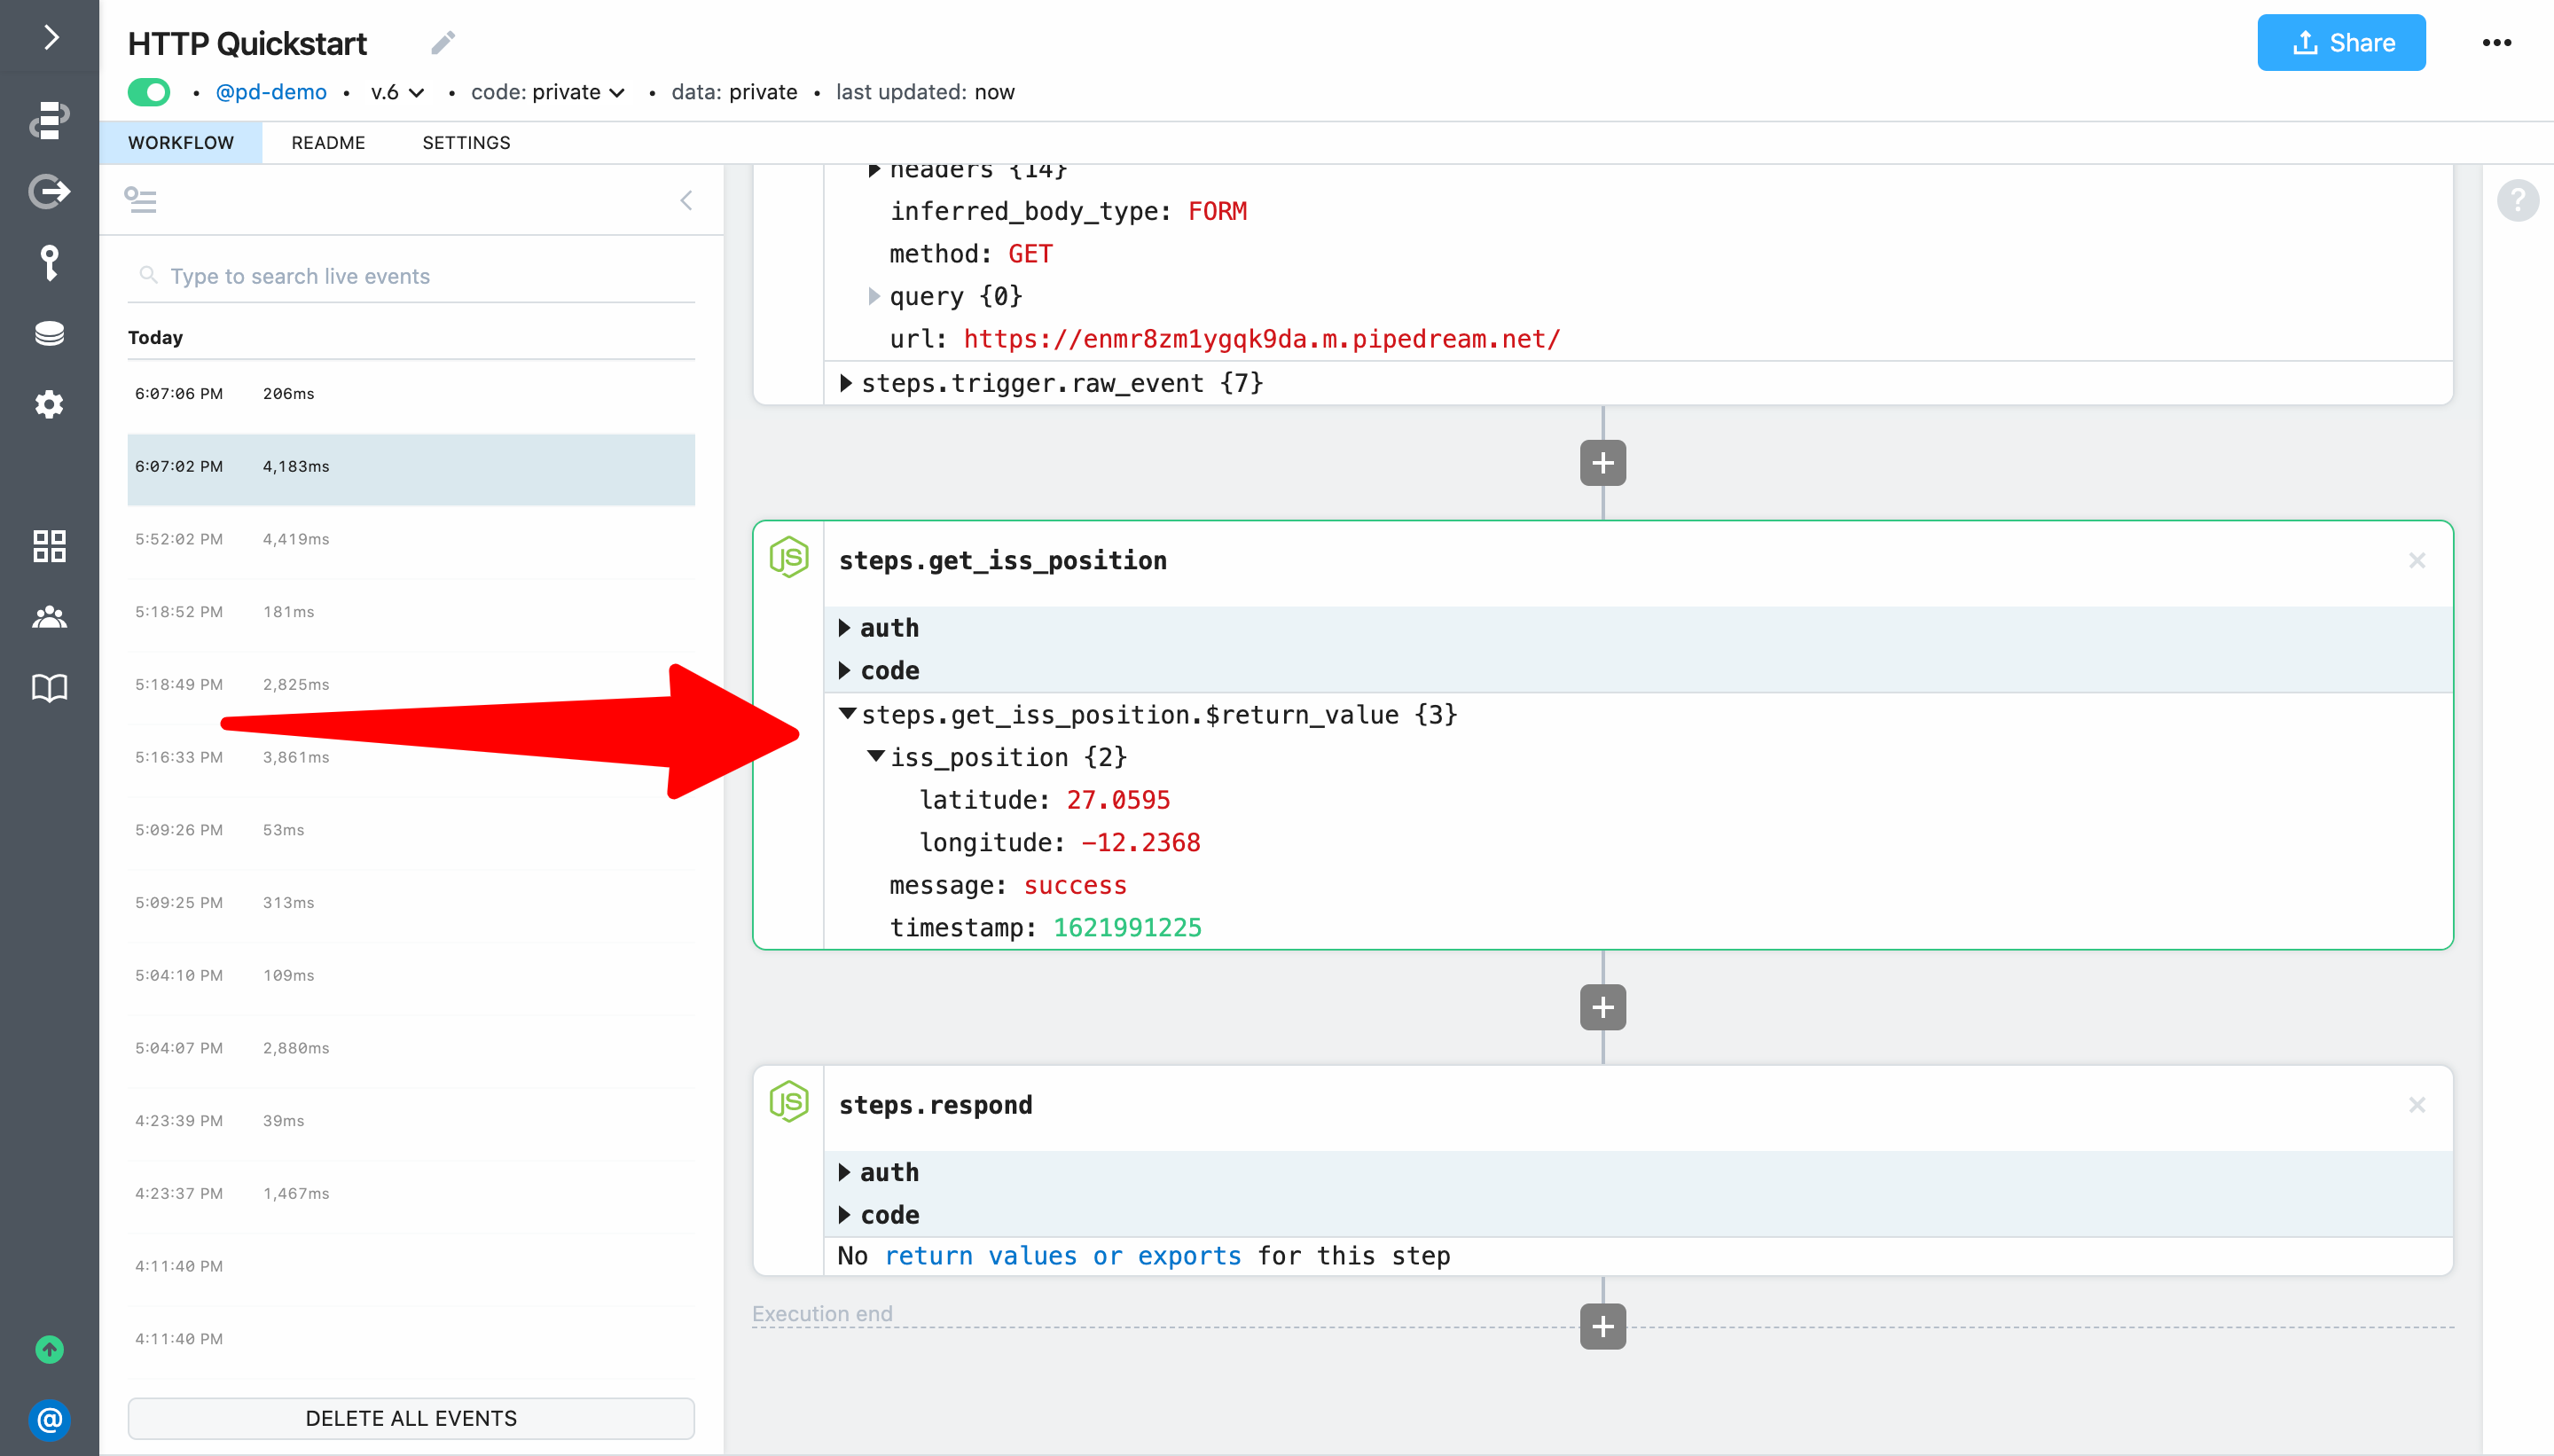 HTTP Quickstart
Share
• @pd-demo • v.6 • code: private • data: private • last updated: now
WORKFLOW README SETTINGS
Type to search live events
Today
6:07:06 PM 206ms
6:07:02 PM 4,183ms
5:52:02 PM 4,419ms
5:18:52 PM 181ms
5:18:49 PM 2,825ms
5:16:33 PM 3,861ms
5:09:26 PM 53ms
5:09:25 PM 313ms
5:04:10 PM 109ms
5:04:07 PM 2,880ms
4:23:39 PM 39ms
4:23:37 PM 1,467ms
4:11:40 PM
4:11:40 PM
DELETE ALL EVENTS
@
headers {14}
inferred_body_type: FORM
method: GET
query {0}
url: https://enmr8zm1ygqk9da.m.pipedream.net/
steps.trigger.raw_event {7}
+
JS
steps.get_iss_position
auth
code
steps.get_iss_position.$return_value {3}
iss_position {2}
latitude: 27.0595
longitude: -12.2368
message: success
timestamp: 1621991225
+
JS
steps.respond
auth
code
No return values or exports for this step
Execution end
+
?